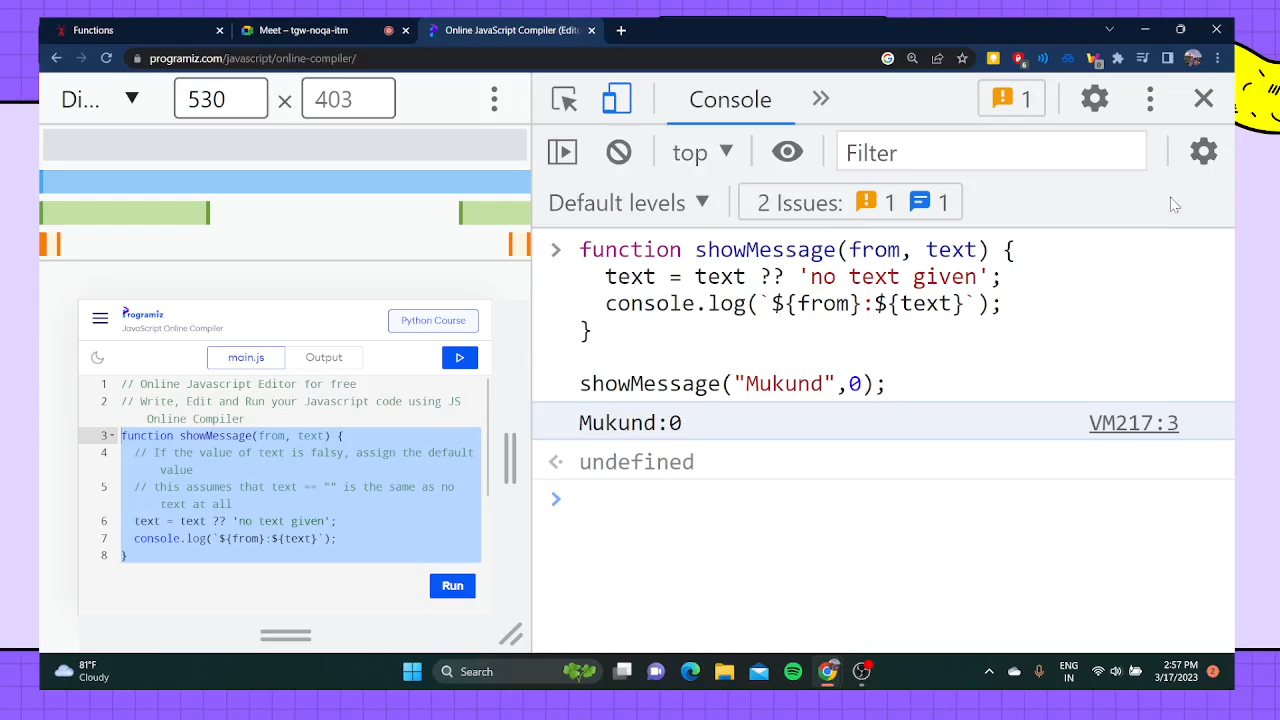 Functions
Meet – tgw-noqa-itm
Online JavaScript Compiler (Edito
programiz.com/javascript/online-compiler/
Di...
530
×
403
Console
1
top
Filter
Default levels
2 Issues:
1
1
function showMessage(from, text) {
text = text ?? 'no text given';
console.log(`${from}:${text}`);
}
showMessage("Mukund",0);
Mukund:0
VM217:3
undefined
Programiz
JavaScript Online Compiler
Python Course
main.js
Output
1 // Online Javascript Editor for free
2 // Write, Edit and Run your Javascript code using JS
Online Compiler
3 function showMessage(from, text) {
4 // If the value of text is falsy, assign the default
value
5 // this assumes that text == "" is the same as no
text at all
6 text = text ?? 'no text given';
7 console.log(`${from}:${text}`);
8 }
Run
81°F
Cloudy
Search
ENG
IN
2:57 PM
3/17/2023
2